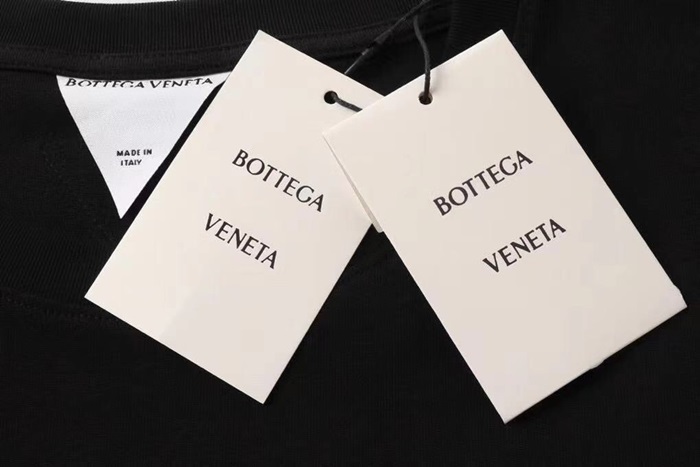 BOTTEGA VENETA
MADE IN
ITALY
BOTTEGA
VENETA
BOTTEGA
VENETA